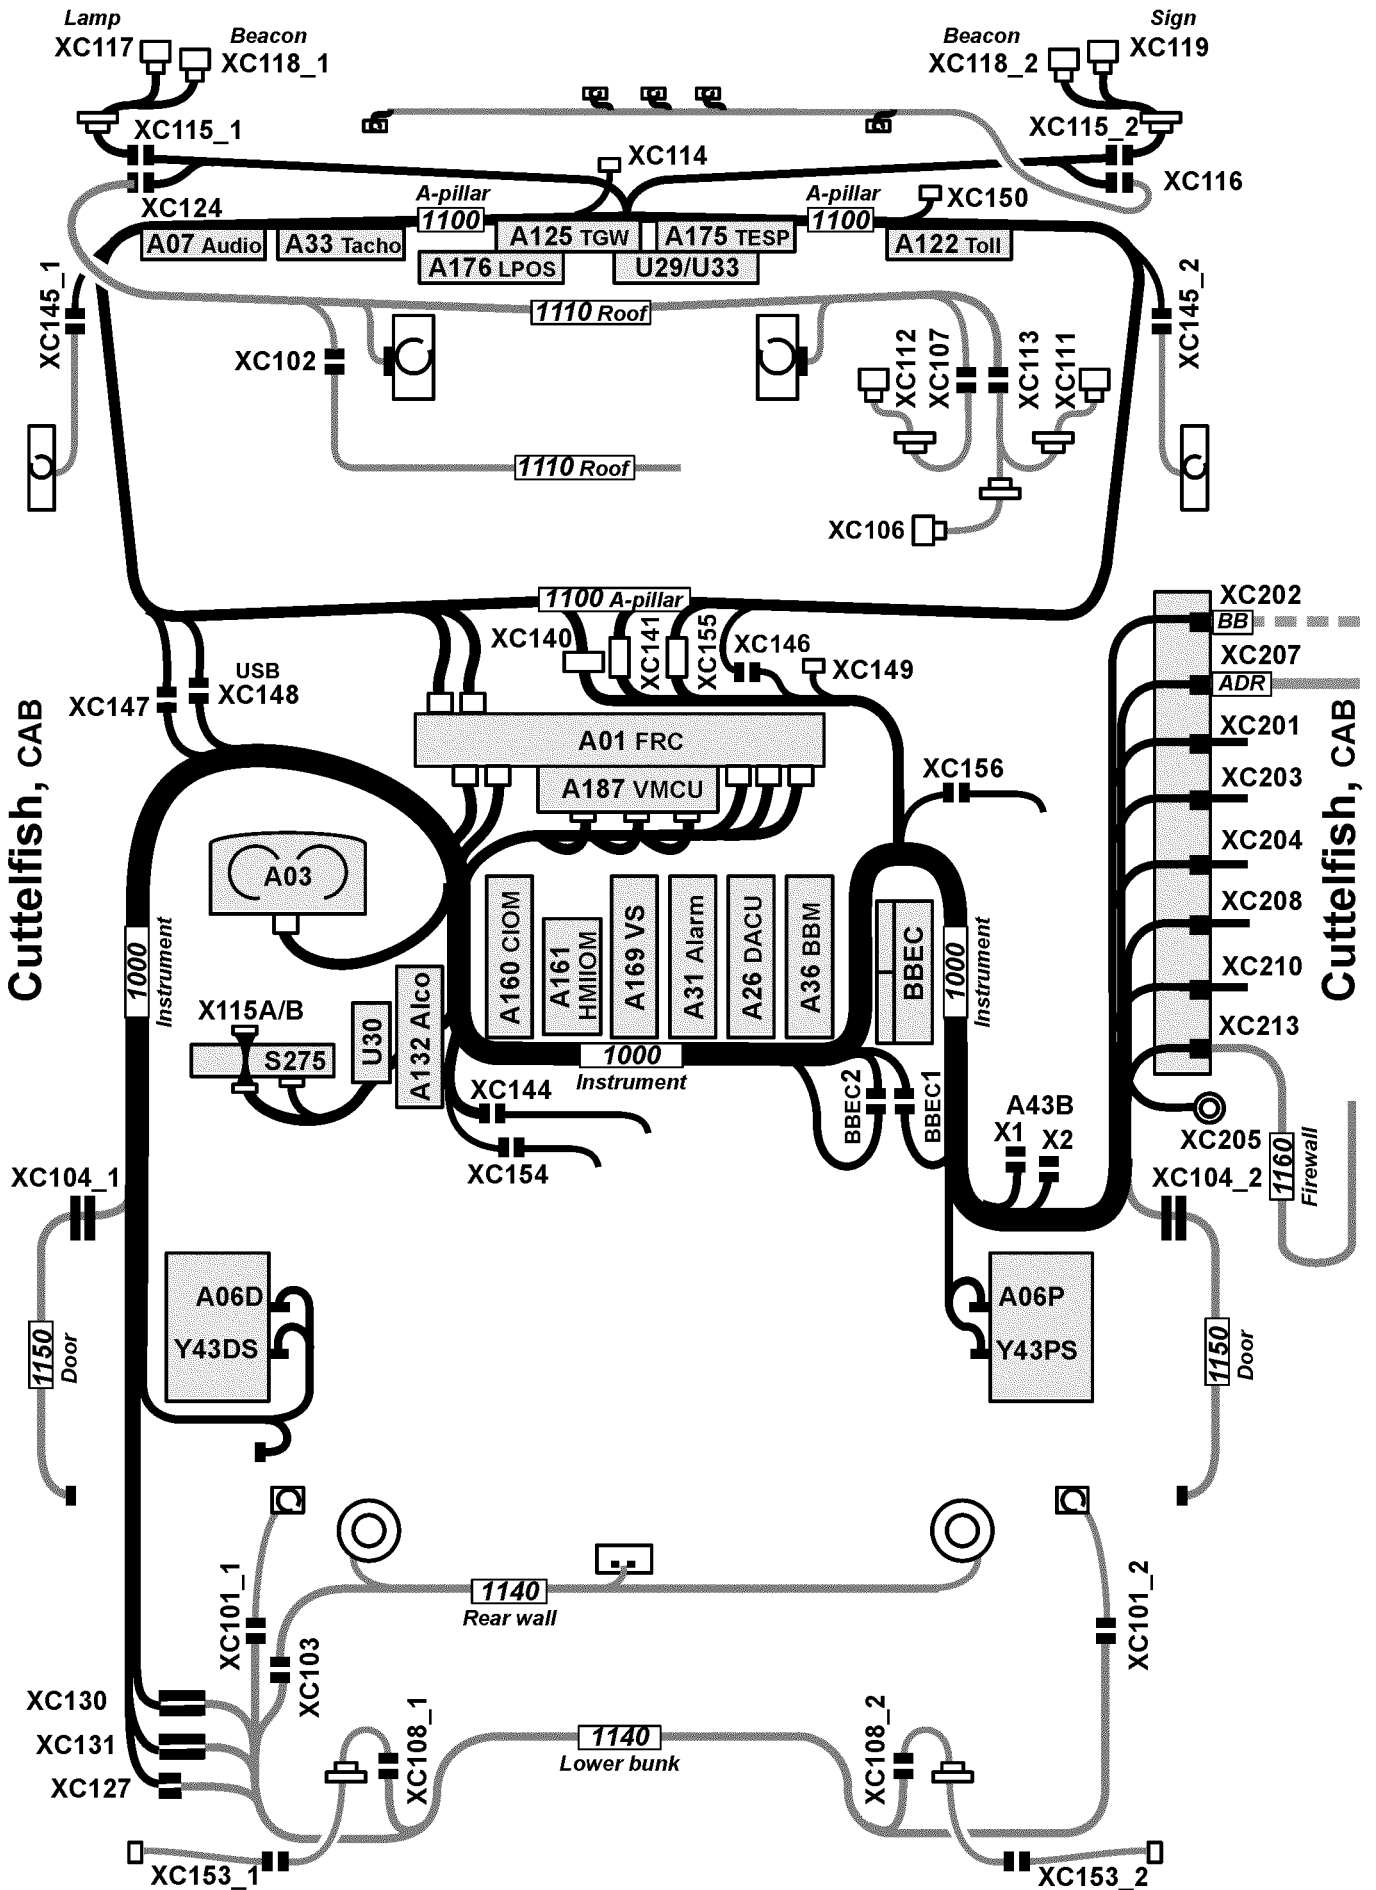 Lamp
XC117
Beacon
XC118_1
Beacon
XC118_2
Sign
XC119
XC115_1
XC115_2
XC114
XC116
XC124
A-pillar
1100
A-pillar
1100
XC150
A07 Audio
A33 Tacho
A125 TGW
A175 TESP
A122 Toll
A176 LPOS
U29/U33
XC145_1
XC145_2
1110 Roof
XC102
XC112
XC107
XC113
XC111
1110 Roof
XC106
1100 A-pillar
XC202
BB
XC140
XC141
XC155
XC146
XC149
XC207
ADR
USB
XC148
XC147
XC201
A01 FRC
A187 VMCU
XC156
XC203
XC204
Cuttelfish, CAB
Cuttelfish, CAB
A03
XC208
1000
Instrument
A160 CIOM
A161
HMIIOM
A169 VS
A31 Alarm
A26 DACU
A36 BBM
BBEC
1000
Instrument
XC210
X115A/B
S275
U30
A132 Alco
XC213
1000
Instrument
XC144
XC154
BBEC2
BBEC1
A43B
X1
X2
XC205
XC104_1
XC104_2
1160
Firewall
A06D
Y43DS
A06P
Y43PS
1150
Door
1150
Door
XC101_1
XC103
1140
Rear wall
XC101_2
XC130
XC131
XC127
XC108_1
1140
Lower bunk
XC108_2
XC153_1
XC153_2